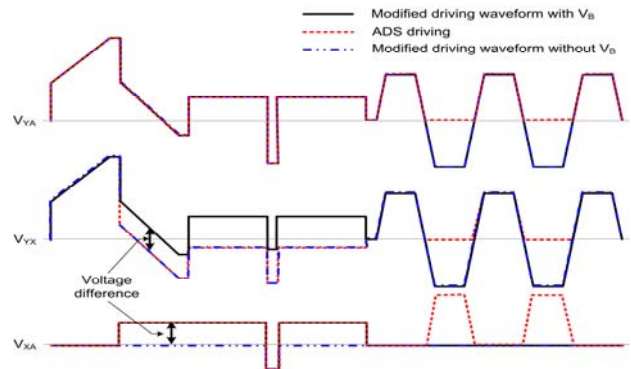 Modified driving waveform with VB
ADS driving
Modified driving waveform without VB
VYA
VYX
Voltage
difference
VXA